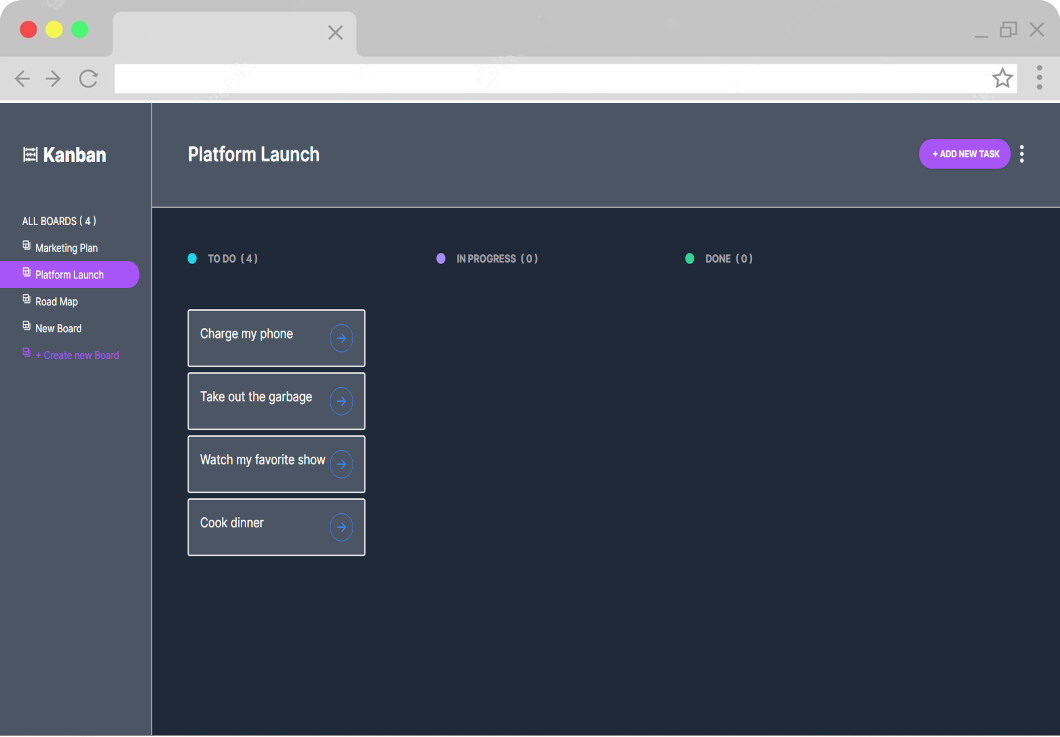 Kanban
Platform Launch
+ ADD NEW TASK
ALL BOARDS ( 4 )
Marketing Plan
Platform Launch
Road Map
New Board
+ Create new Board
TO DO ( 4 )
IN PROGRESS ( 0 )
DONE ( 0 )
Charge my phone
Take out the garbage
Watch my favorite show
Cook dinner